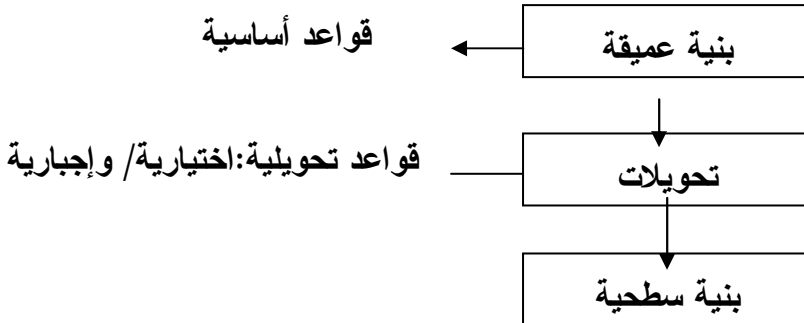 بنية عميقة
قواعد أساسية
تحويلات
قواعد تحويلية:اختيارية/ وإجبارية
بنية سطحية